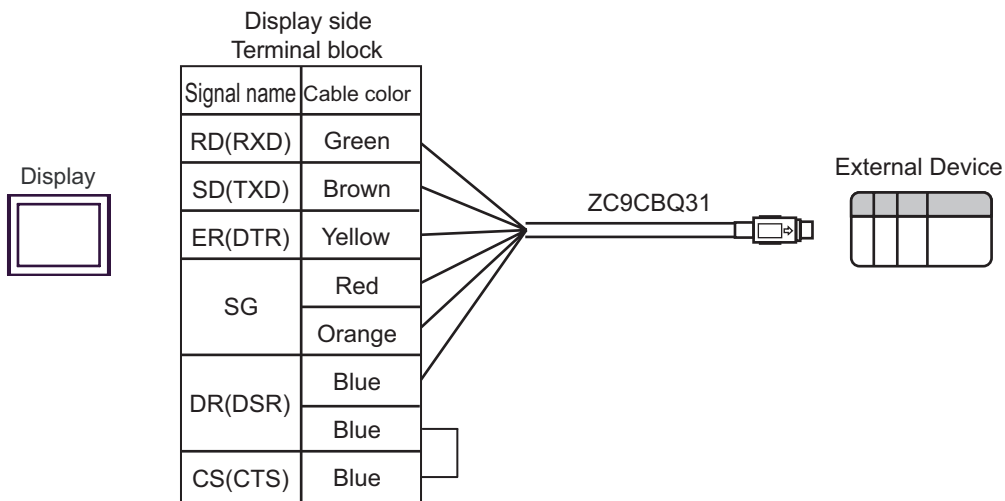 Display side
Terminal block
Signal name Cable color
RD(RXD) Green
SD(TXD) Brown
ER(DTR) Yellow
SG Red
Orange
DR(DSR) Blue
Blue
CS(CTS) Blue
Display
ZC9CBQ31
External Device